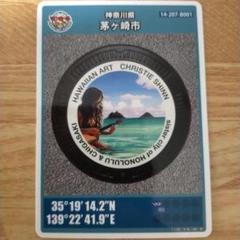 神奈川県
14-207-B001
茅ヶ崎市
HAWAIIAN ART CHRISTIE SHINN
sister city of HONOLULU & CHIGASAKI
35°19'14.2"N
139°22'41.9"E